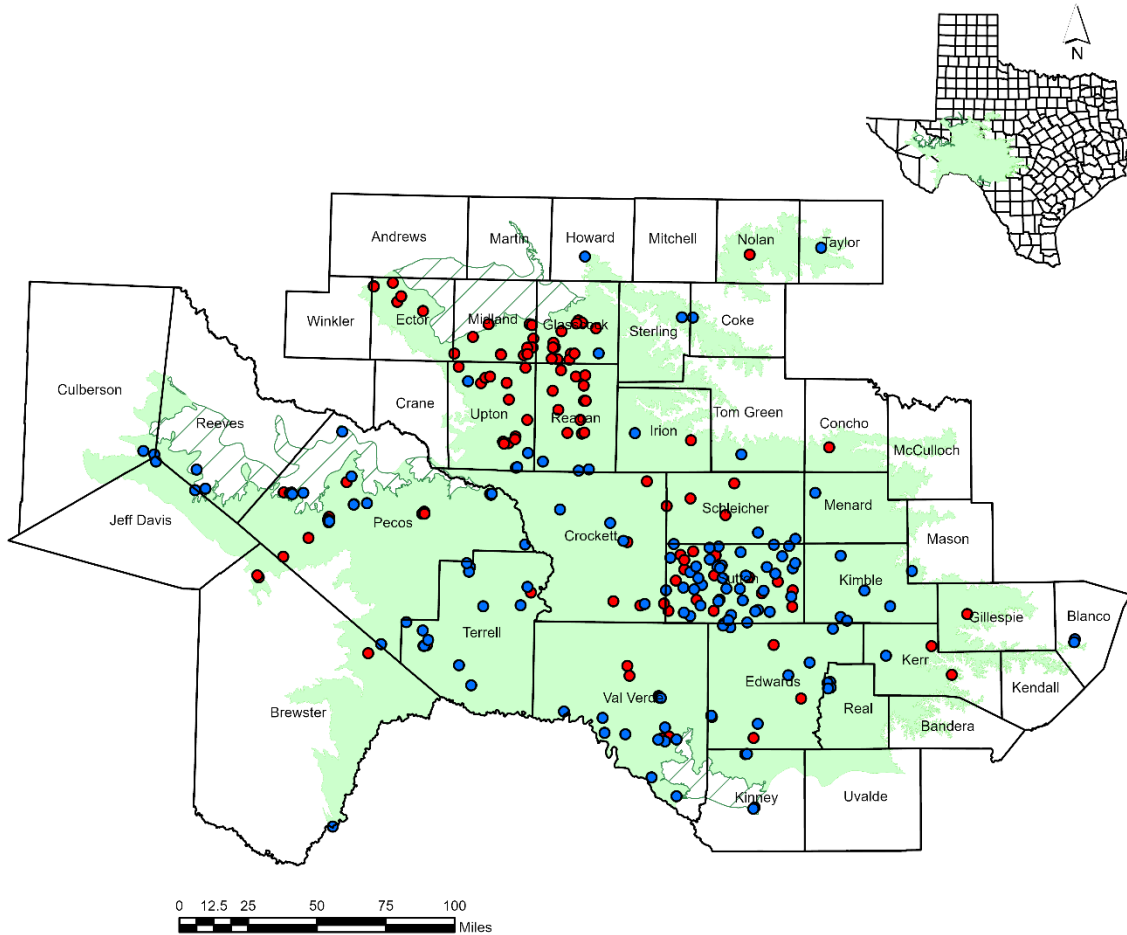 N
Andrews
Martin
Howard
Mitchell
Nolan
Taylor
Winkler
Ector
Midland
Glasscock
Sterling
Coke
Culberson
Reeves
Crane
Upton
Reagan
Irion
Tom Green
Concho
McCulloch
Jeff Davis
Pecos
Crockett
Schleicher
Menard
Mason
Sutton
Kimble
Gillespie
Blanco
Terrell
Kerr
Kendall
Brewster
Val Verde
Edwards
Real
Bandera
Kinney
Uvalde
0 12.5 25 50 75 100
Miles